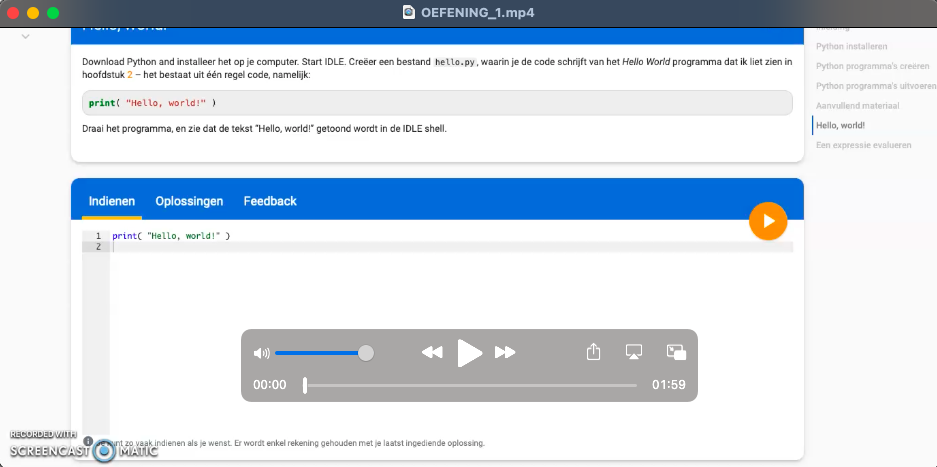 OEFENING_1.mp4
Hello, World!
Download Python and installeer het op je computer. Start IDLE. Creëer een bestand hello.py, waarin je de code schrijft van het Hello World programma dat ik liet zien in
hoofdstuk 2 – het bestaat uit één regel code, namelijk:
print( "Hello, world!" )
Draai het programma, en zie dat de tekst "Hello, world!" getoond wordt in de IDLE shell.
Python installeren
Python programma's creëren
Python programma's uitvoeren
Aanvullend materiaal
Hello, world!
Een expressie evalueren
Indienen Oplossingen Feedback
1 print( "Hello, world!" )
2
00:00 01:59
kunt zo vaak indienen als je wenst. Er wordt enkel rekening gehouden met je laatst ingediende oplossing.
RECORDED WITH
SCREENCAST MATIC